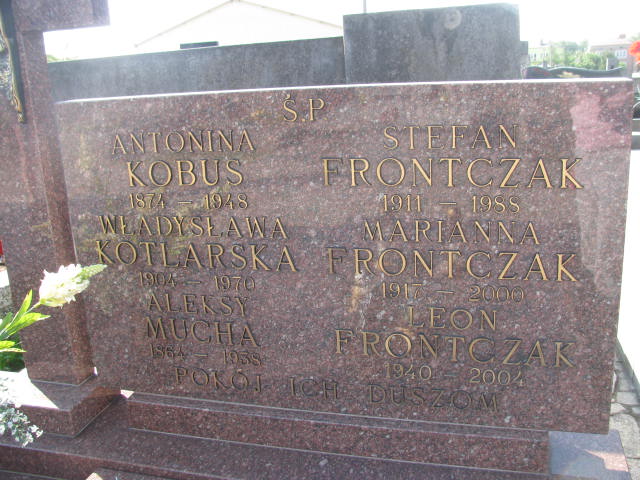 Ś.P
ANTONINA
KOBUS
1874 – 1948
WŁADYSŁAWA
KOTLARSKA
1904 – 1970
ALEKSY
MUCHA
1864 – 1938
STEFAN
FRONTCZAK
1911 – 1988
MARIANNA
FRONTCZAK
1917 – 2000
LEON
FRONTCZAK
1940 – 2004
POKÓJ ICH DUSZOM